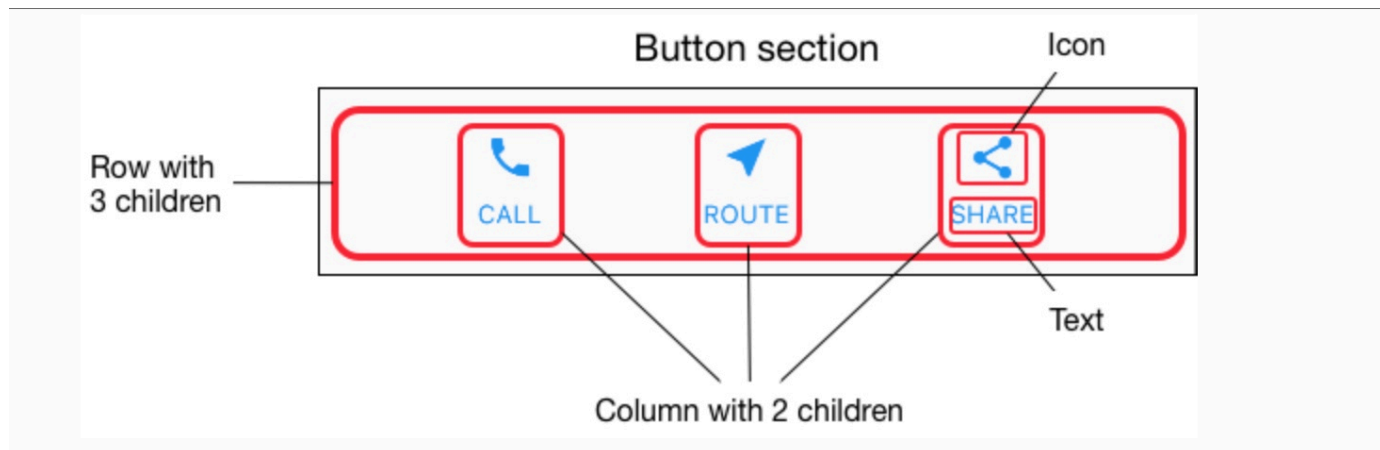 Button section
Icon
Row with
3 children
CALL
ROUTE
SHARE
Text
Column with 2 children